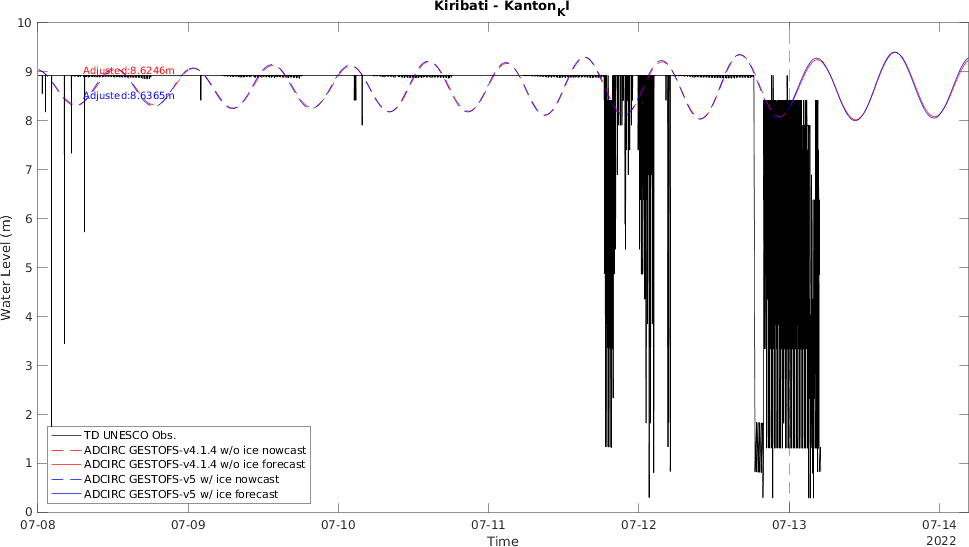 Kiribati - Kanton_KI
10
9
8
7
6
5
4
3
2
1
0
Water Level (m)
Adjusted:8.6246m
Adjusted:8.6365m
TD UNESCO Obs.
ADCIRC GESTOFS-v4.1.4 w/o ice nowcast
ADCIRC GESTOFS-v4.1.4 w/o ice forecast
ADCIRC GESTOFS-v5 w/ ice nowcast
ADCIRC GESTOFS-v5 w/ ice forecast
07-08 07-09 07-10 07-11 07-12 07-13 07-14
Time
2022